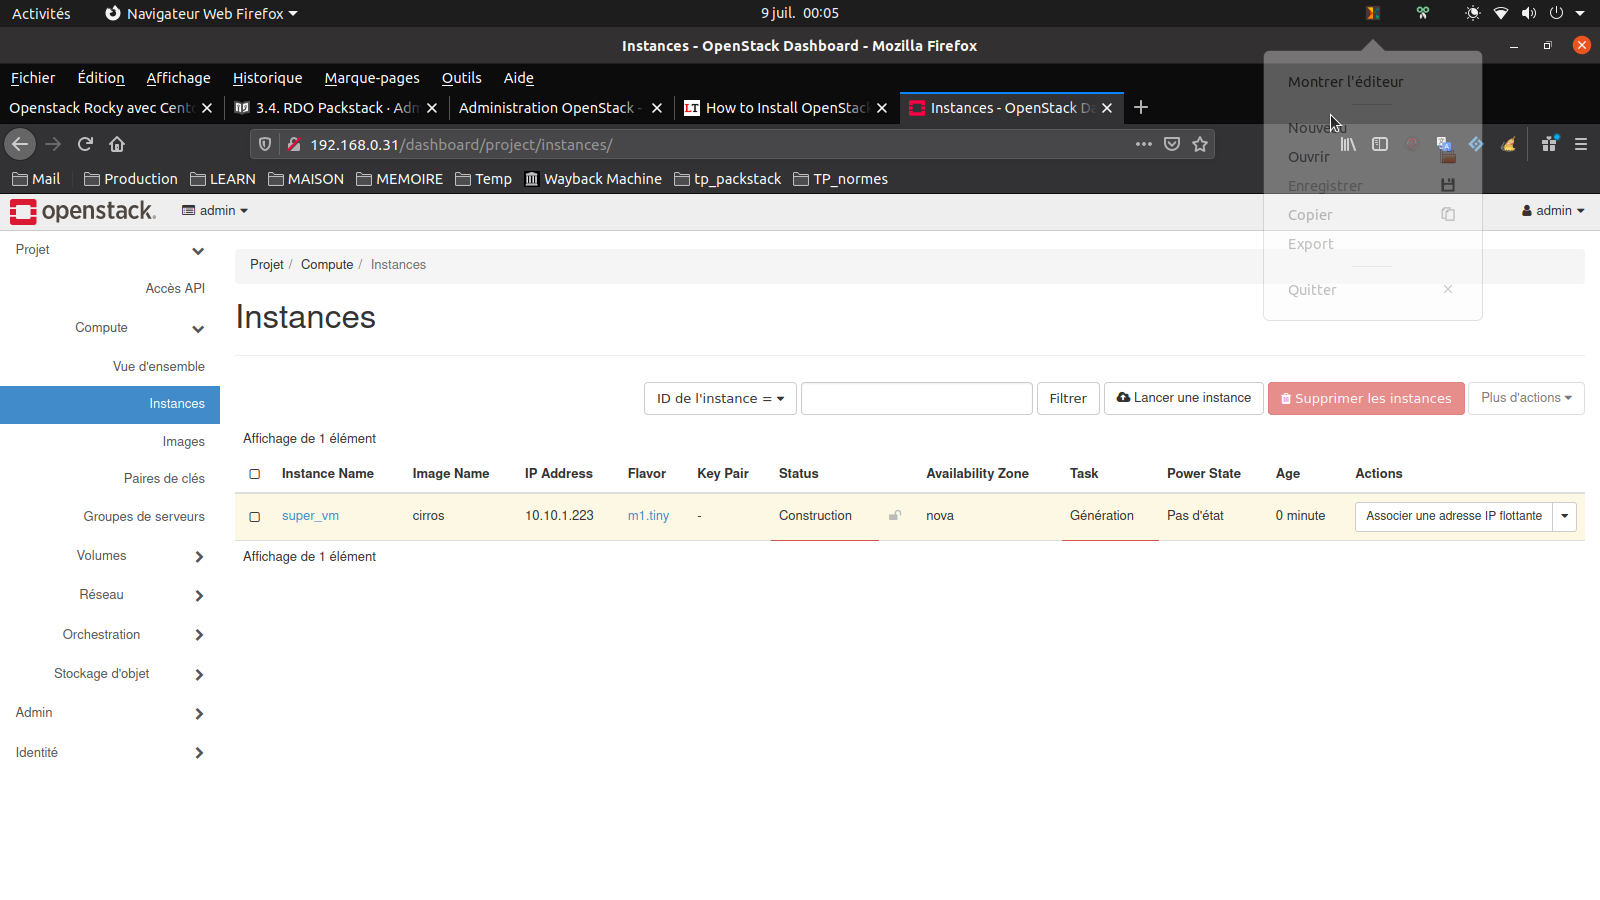 Activités Navigateur Web Firefox 9 juil. 00:05
Instances - OpenStack Dashboard - Mozilla Firefox
Fichier Édition Affichage Historique Marque-pages Outils Aide
Montrer l'éditeur
Openstack Rocky avec Cent 3.4. RDO Packstack · Adm Administration OpenStack - How to Install OpenStack LT Instances - OpenStack Da
Nouveau
192.168.0.31/dashboard/project/instances/
Ouvrir
Mail Production LEARN MAISON MEMOIRE Temp Wayback Machine tp_packstack TP_normes
Enregistrer
openstack. admin admin
Copier
Export
Quitter
Projet
Accès API
Compute
Vue d'ensemble
Instances
Images
Paires de clés
Groupes de serveurs
Volumes
Réseau
Orchestration
Stockage d'objet
Admin
Identité
Projet / Compute / Instances
Instances
ID de l'instance = Filtrer Lancer une instance Supprimer les instances Plus d'actions
Affichage de 1 élément
Instance Name Image Name IP Address Flavor Key Pair Status Availability Zone Task Power State Age Actions
super_vm cirros 10.10.1.223 m1.tiny - Construction nova Génération Pas d'état 0 minute Associer une adresse IP flottante
Affichage de 1 élément